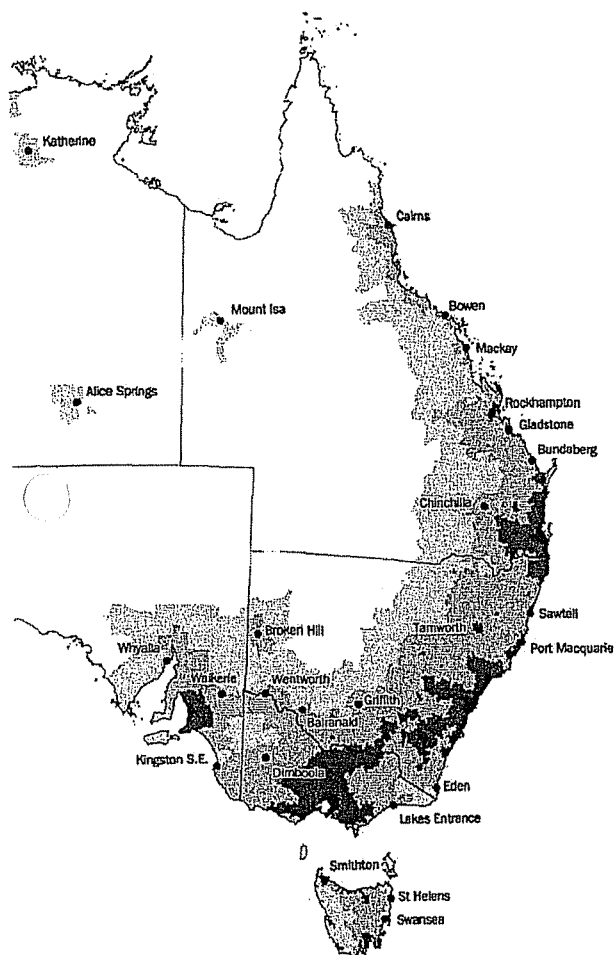 Katherine
Cairns
Mount Isa
Bowen
Mackay
Alice Springs
Rockhampton
Gladstone
Bundaberg
Chinchilla
Sawtell
Broken Hill
Tamworth
Port Macquarie
Whyalla
Waikerie
Wentworth
Griffith
Balranald
Kingston S.E.
Dimboola
Eden
Lakes Entrance
Smithton
St Helens
Swansea